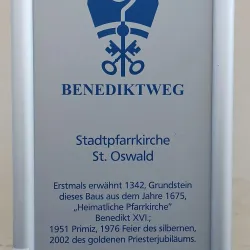 BENEDIKTWEG
Stadtpfarrkirche
St. Oswald
Erstmals erwähnt 1342, Grundstein
dieses Baus aus dem Jahre 1675,
„Heimatliche Pfarrkirche"
Benedikt XVI.;
1951 Primiz, 1976 Feier des silbernen,
2002 des goldenen Priesterjubiläums.